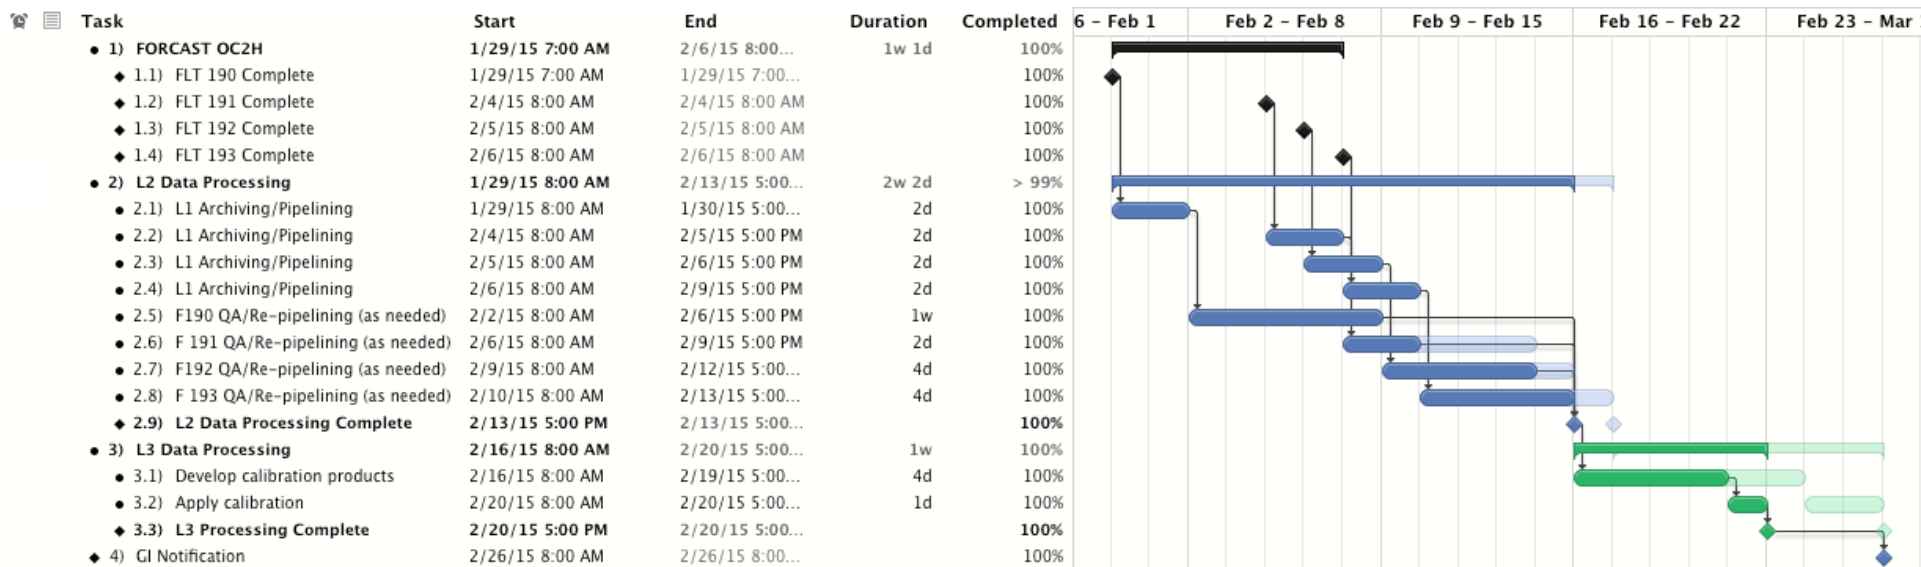 Task Start End Duration Completed 6 – Feb 1 Feb 2 – Feb 8 Feb 9 – Feb 15 Feb 16 – Feb 22 Feb 23 – Mar
1) FORCAST OC2H 1/29/15 7:00 AM 2/6/15 8:00... 1w 1d 100%
1.1) FLT 190 Complete 1/29/15 7:00 AM 1/29/15 7:00... 100%
1.2) FLT 191 Complete 2/4/15 8:00 AM 2/4/15 8:00 AM 100%
1.3) FLT 192 Complete 2/5/15 8:00 AM 2/5/15 8:00 AM 100%
1.4) FLT 193 Complete 2/6/15 8:00 AM 2/6/15 8:00 AM 100%
2) L2 Data Processing 1/29/15 8:00 AM 2/13/15 5:00... 2w 2d > 99%
2.1) L1 Archiving/Pipelining 1/29/15 8:00 AM 1/30/15 5:00... 2d 100%
2.2) L1 Archiving/Pipelining 2/4/15 8:00 AM 2/5/15 5:00 PM 2d 100%
2.3) L1 Archiving/Pipelining 2/5/15 8:00 AM 2/6/15 5:00 PM 2d 100%
2.4) L1 Archiving/Pipelining 2/6/15 8:00 AM 2/9/15 5:00 PM 2d 100%
2.5) F190 QA/Re-pipelining (as needed) 2/2/15 8:00 AM 2/6/15 5:00 PM 1w 100%
2.6) F 191 QA/Re-pipelining (as needed) 2/6/15 8:00 AM 2/9/15 5:00 PM 2d 100%
2.7) F192 QA/Re-pipelining (as needed) 2/9/15 8:00 AM 2/12/15 5:00... 4d 100%
2.8) F 193 QA/Re-pipelining (as needed) 2/10/15 8:00 AM 2/13/15 5:00... 4d 100%
2.9) L2 Data Processing Complete 2/13/15 5:00 PM 2/13/15 5:00... 100%
3) L3 Data Processing 2/16/15 8:00 AM 2/20/15 5:00... 1w 100%
3.1) Develop calibration products 2/16/15 8:00 AM 2/19/15 5:00... 4d 100%
3.2) Apply calibration 2/20/15 8:00 AM 2/20/15 5:00... 1d 100%
3.3) L3 Processing Complete 2/20/15 5:00 PM 2/20/15 5:00... 100%
4) GI Notification 2/26/15 8:00 AM 2/26/15 8:00... 100%